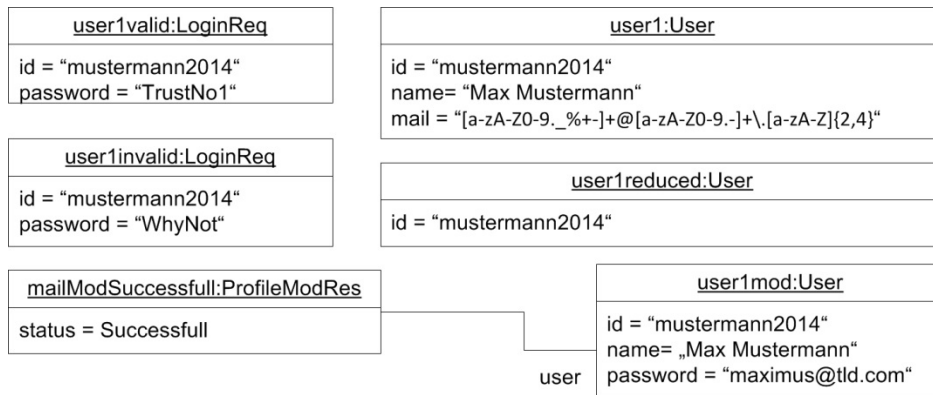 user1valid:LoginReq
id = “mustermann2014“
password = “TrustNo1“
user1:User
id = “mustermann2014“
name= “Max Mustermann“
mail = “[a-zA-Z0-9._%+-]+@[a-zA-Z0-9.-]+\.[a-zA-Z]{2,4}“
user1invalid:LoginReq
id = “mustermann2014“
password = “WhyNot“
user1reduced:User
id = “mustermann2014“
mailModSuccessfull:ProfileModRes
status = Successfull
user
user1mod:User
id = “mustermann2014“
name= „Max Mustermann“
password = “maximus@tld.com“